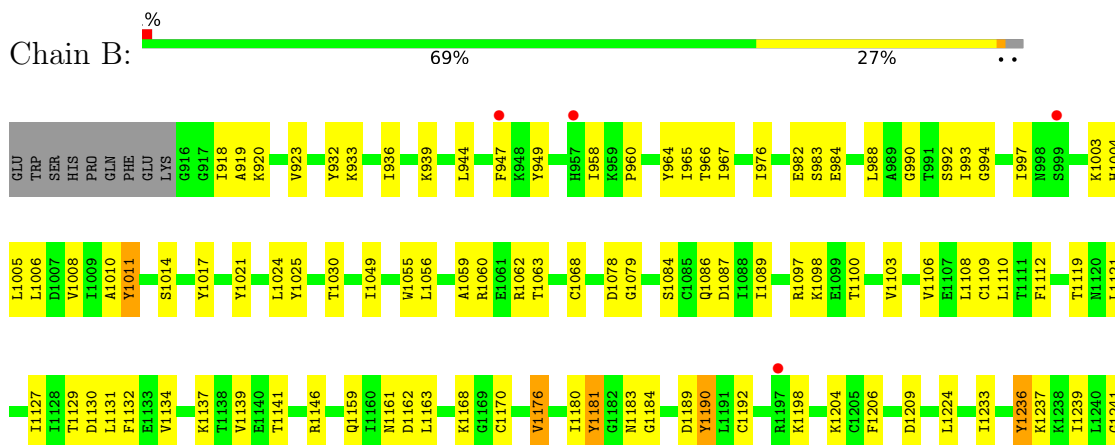 %
Chain B:
69% 27% • •
GLU TRP SER HIS PRO GLN PHE GLU LYS G916 G917 I918 A919 K920 V923 Y932 K933 I936 K939 L944 F947 K948 Y949 H957 I958 K959 P960 Y964 I965 T966 I967 I976 E982 S983 E984 L988 A989 G990 T991 S992 I993 G994 I997 N998 S999 K1003 H1004
L1005 L1006 D1007 V1008 I1009 A1010 Y1011 S1014 Y1017 Y1021 L1024 Y1025 T1030 I1049 W1055 L1056 A1059 R1060 E1061 R1062 T1063 C1068 D1078 G1079 S1084 C1085 Q1086 D1087 I1088 I1089 R1097 K1098 E1099 T1100 V1103 V1106 E1107 L1108 C1109 L1110 T1111 F1112 T1119 N1120 L1121
I1127 I1128 T1129 D1130 L1131 F1132 E1133 V1134 K1137 T1138 V1139 E1140 T1141 R1146 Q1159 I1160 N1161 D1162 L1163 K1168 G1169 C1170 V1176 I1180 Y1181 G1182 N1183 G1184 D1189 Y1190 L1191 C1192 R1197 K1198 K1204 C1205 F1206 D1209 L1224 I1233 Y1236 K1237 K1238 I1239 L1240